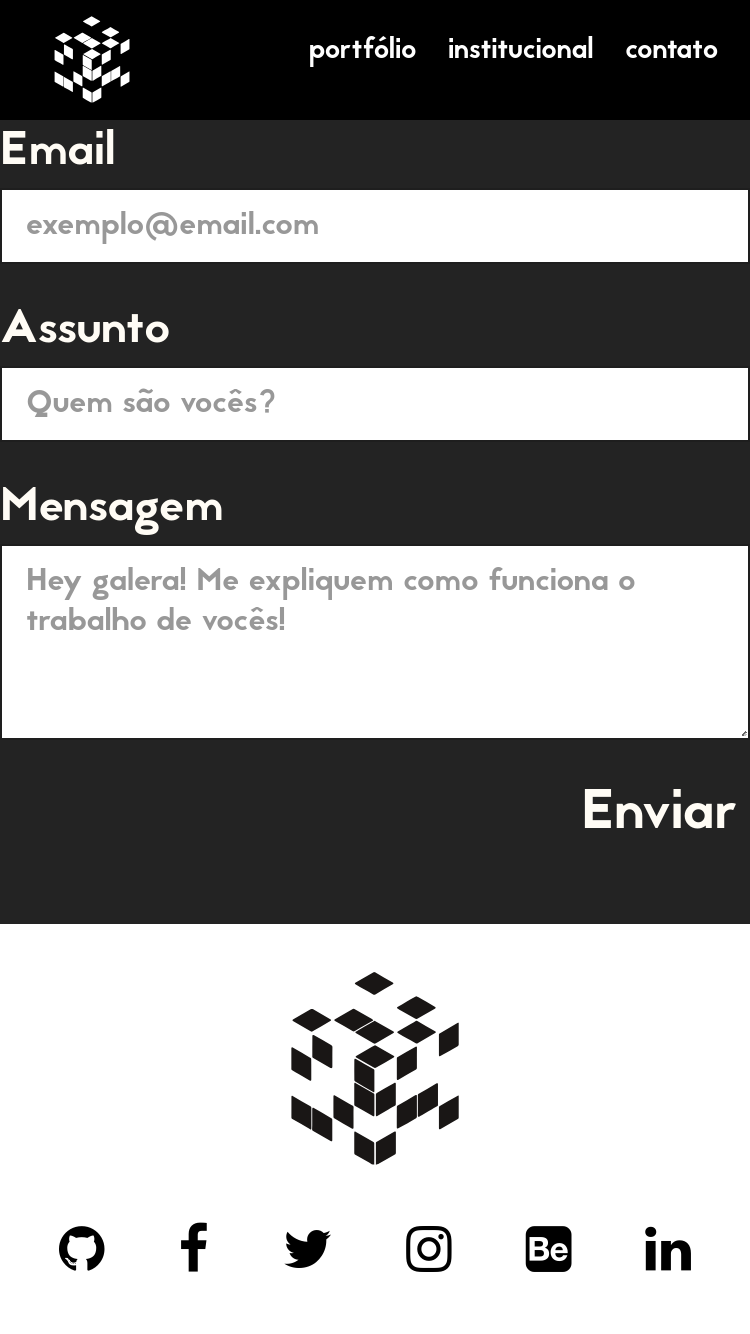 portfólio institucional contato
Email
exemplo@email.com
Assunto
Quem são vocês?
Mensagem
Hey galera! Me expliquem como funciona o
trabalho de vocês!
Enviar
Be
in